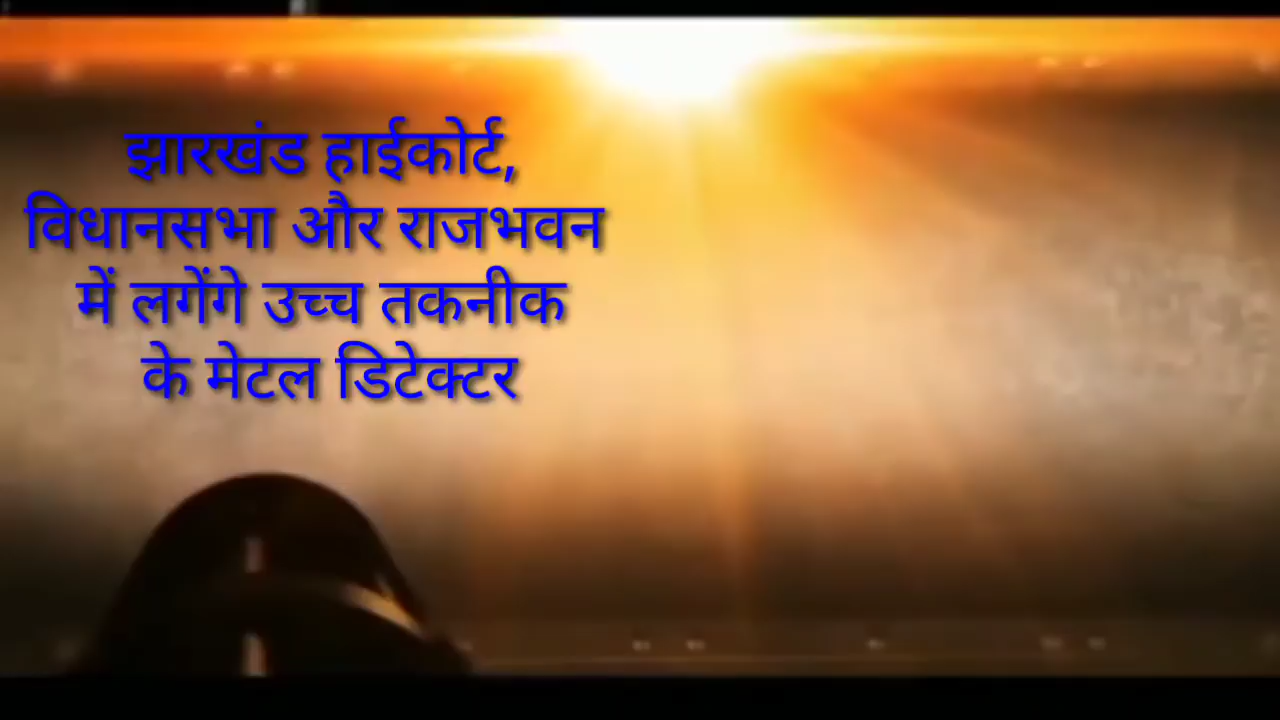 झारखंड हाईकोर्ट,
विधानसभा और राजभवन
में लगेंगे उच्च तकनीक
के मेटल डिटेक्टर